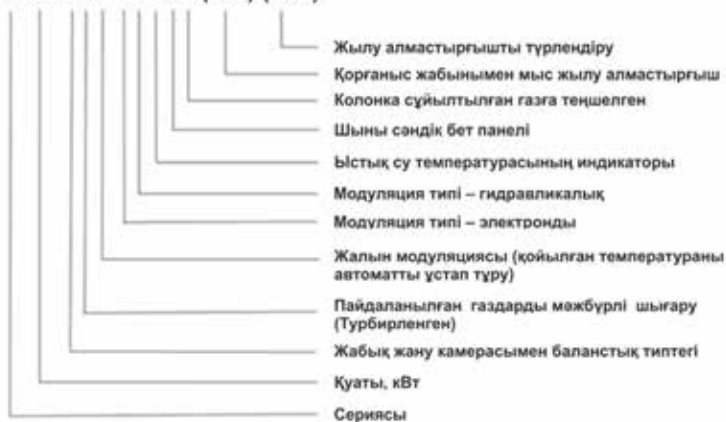 Жылу алмастырғышты түрлендіру
Қорғаныс жабынымен мыс жылу алмастырғыш
Колонка сұйылтылған газға теңшелген
Шыны сәндік бет панелі
Ыстық су температурасының индикаторы
Модуляция типі – гидравликалық
Модуляция типі – электронды
Жалын модуляциясы (қойылған температураны
автоматты ұстап тұру)
Пайдаланылған газдарды мәжбүрлі шығару
(Турбирленген)
Жабық жану камерасымен баланстық типтегі
Қуаты, кВт
Сериясы